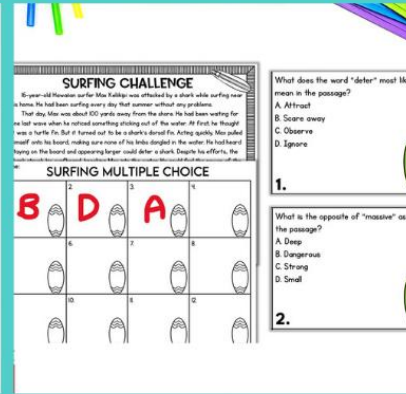 SURFING CHALLENGE
16-year-old Hawaiian surfer Max Keliikipi was attacked by a shark while surfing near
is home. He had been surfing every day that summer without any problems.
That day, Max was about 100 yards away from the shore. He had been waiting for
ne last wave when he noticed something sticking out of the water. At first, he thought
was a turtle fin. But it turned out to be a shark's dorsal fin. Acting quickly, Max pulled
mself onto his board, making sure none of his limbs dangled in the water. He had heard
taying on the board and appearing larger could deter a shark. Despite his efforts, the
SURFING MULTIPLE CHOICE
B
2
D
3
A
4
6
7
8
10
11
12
What does the word "deter" most lik
mean in the passage?
A. Attract
B. Scare away
C. Observe
D. Ignore
1.
What is the opposite of "massive" as
the passage?
A. Deep
B. Dangerous
C. Strong
D. Small
2.